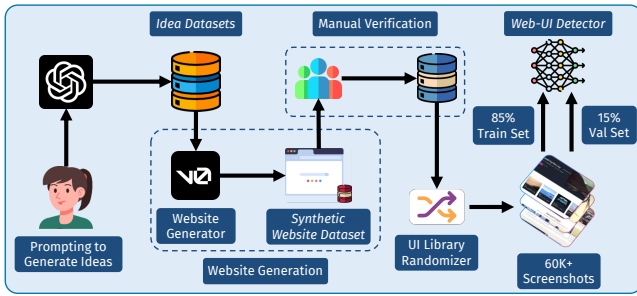 Idea Datasets
Manual Verification
Web-UI Detector
85%
Train Set
15%
Val Set
v0
Website
Generator
Synthetic
Website Dataset
Prompting to
Generate Ideas
Website Generation
UI Library
Randomizer
60K+
Screenshots